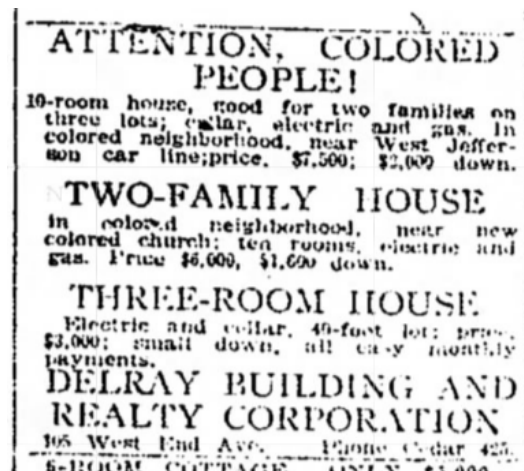 ATTENTION, COLORED
PEOPLE!
10-room house, good for two families on
three lots; cellar, electric and gas. In
colored neighborhood, near West Jeffer-
son car line;price, $7,500; $2,000 down.
TWO-FAMILY HOUSE
in colored neighborhood, near new
colored church; ten rooms, electric and
gas. Price $6,000, $1,000 down.
THREE-ROOM HOUSE
Electric and cellar, 40-foot lot; price,
$3,000; small down, all easy monthly
payments.
DELRAY BUILDING AND
REALTY CORPORATION
105 West End Ave. Phone Cedar
ROOM COTTAGE